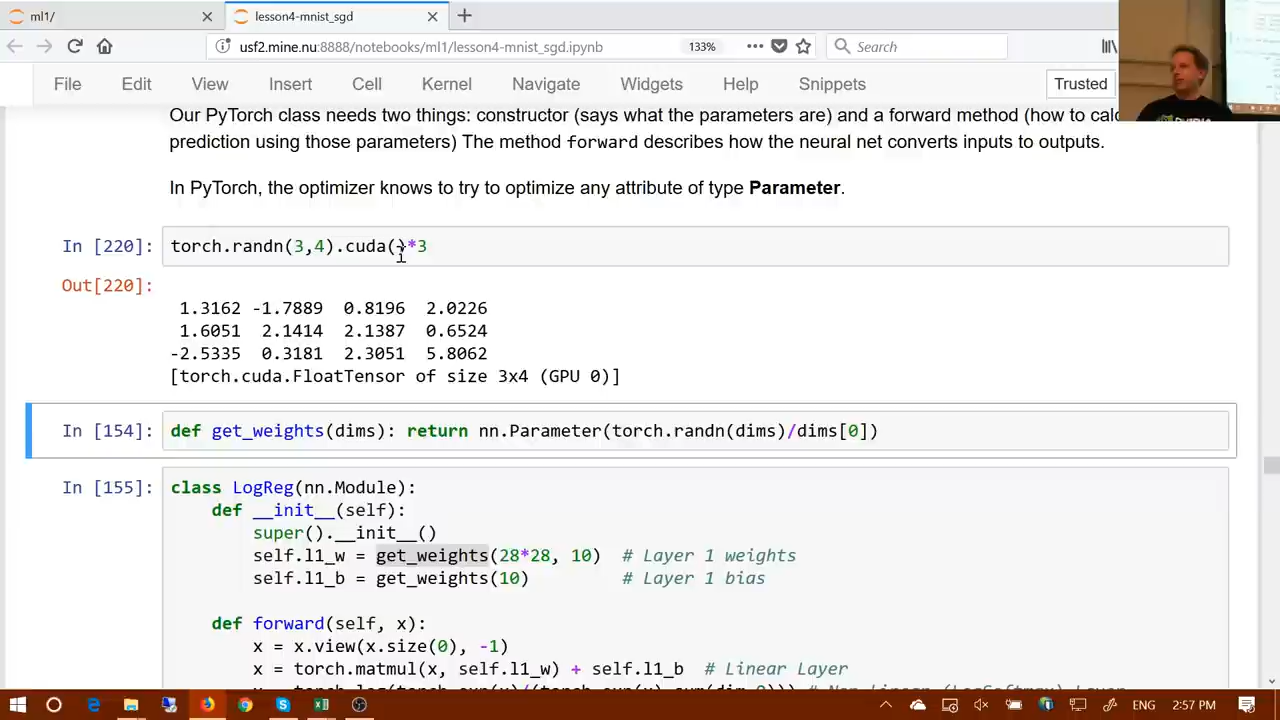 ml1/
lesson4-mnist_sgd
usf2.mine.nu:8888/notebooks/ml1/lesson4-mnist_sgd.ipynb
133%
Search
File Edit View Insert Cell Kernel Navigate Widgets Help Snippets Trusted
Our PyTorch class needs two things: constructor (says what the parameters are) and a forward method (how to
prediction using those parameters) The method forward describes how the neural net converts inputs to outputs.
In PyTorch, the optimizer knows to try to optimize any attribute of type Parameter.
In [220]: torch.randn(3,4).cuda()*3
Out[220]:
1.3162 -1.7889 0.8196 2.0226
1.6051 2.1414 2.1387 0.6524
-2.5335 0.3181 2.3051 5.8062
[torch.cuda.FloatTensor of size 3x4 (GPU 0)]
In [154]: def get_weights(dims): return nn.Parameter(torch.randn(dims)/dims[0])
In [155]: class LogReg(nn.Module):
def __init__(self):
super().__init__()
self.l1_w = get_weights(28*28, 10) # Layer 1 weights
self.l1_b = get_weights(10) # Layer 1 bias
def forward(self, x):
x = x.view(x.size(0), -1)
x = torch.matmul(x, self.l1_w) + self.l1_b # Linear Layer
ENG 2:57 PM